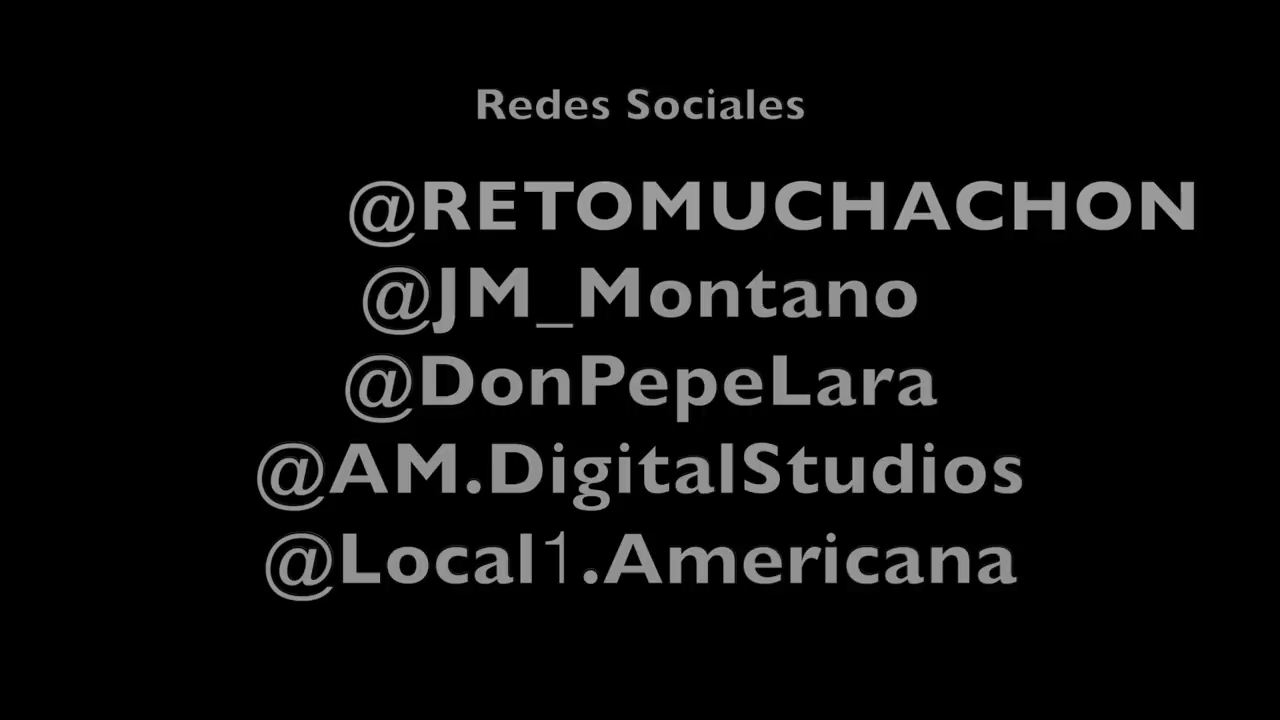 Redes Sociales
@RETOMUCHACHON
@JM_Montano
@DonPepeLara
@AM.DigitalStudios
@Local1.Americana